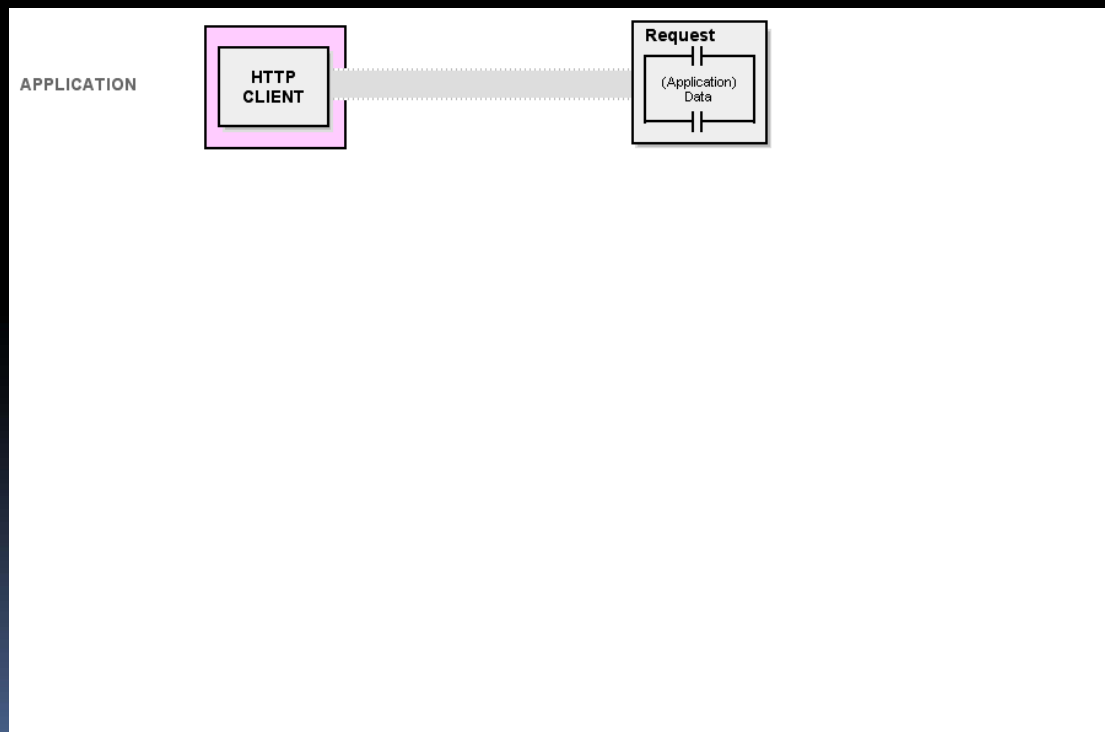 APPLICATION
HTTP
CLIENT
Request
(Application)
Data